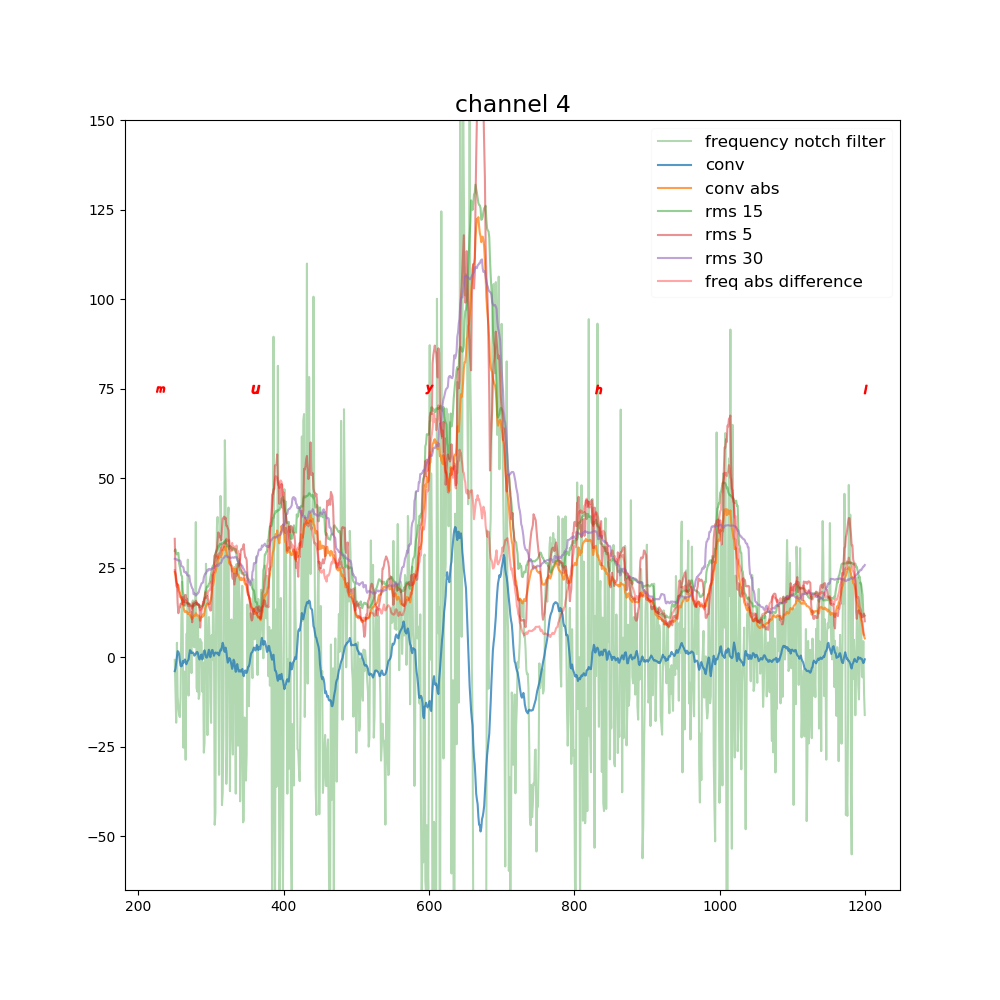 channel 4
150
125
100
75
50
25
0
−25
−50
200 400 600 800 1000 1200
frequency notch filter
conv
conv abs
rms 15
rms 5
rms 30
freq abs difference
m u y h l